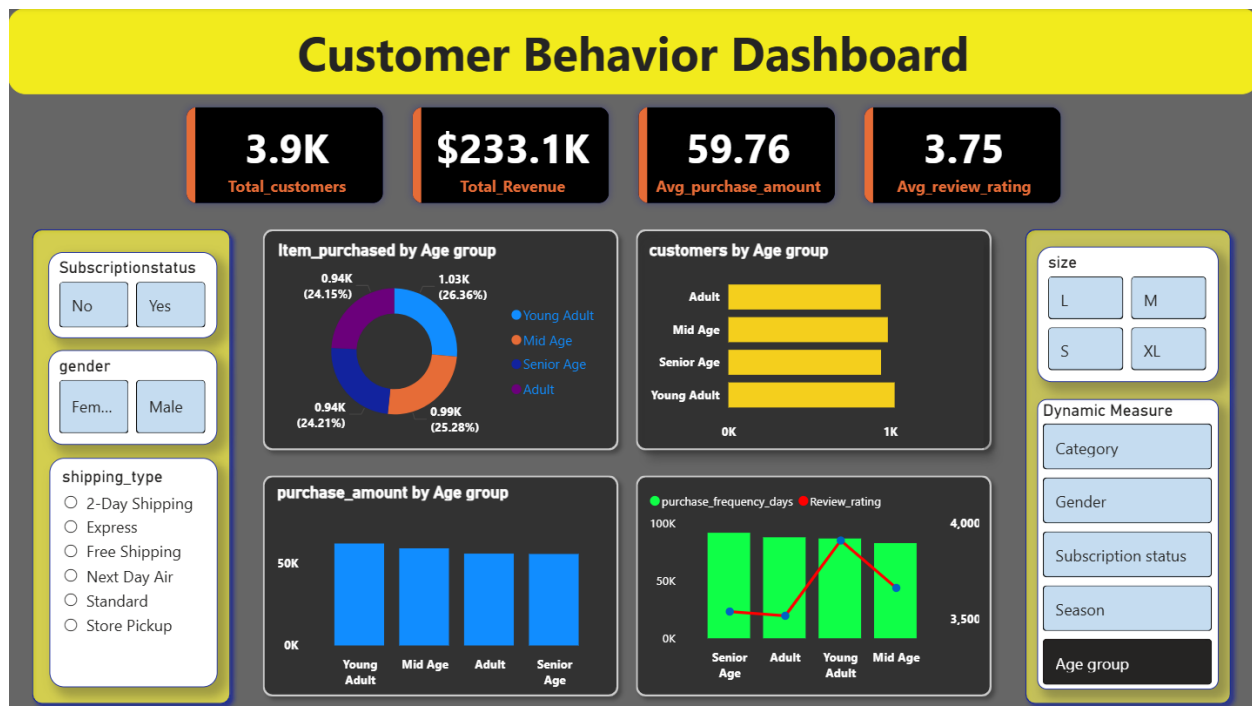 Customer Behavior Dashboard
3.9K
Total_customers
$233.1K
Total_Revenue
59.76
Avg_purchase_amount
3.75
Avg_review_rating
Subscriptionstatus
No
Yes
gender
Fem...
Male
shipping_type
2-Day Shipping
Express
Free Shipping
Next Day Air
Standard
Store Pickup
Item_purchased by Age group
0.94K
(24.15%)
1.03K
(26.36%)
0.94K
(24.21%)
0.99K
(25.28%)
Young Adult
Mid Age
Senior Age
Adult
customers by Age group
Adult
Mid Age
Senior Age
Young Adult
0K
1K
purchase_amount by Age group
50K
0K
Young
Adult
Mid Age
Adult
Senior
Age
purchase_frequency_days
Review_rating
100K
50K
0K
4,000
3,500
Senior
Age
Adult
Young
Adult
Mid Age
size
L
M
S
XL
Dynamic Measure
Category
Gender
Subscription status
Season
Age group